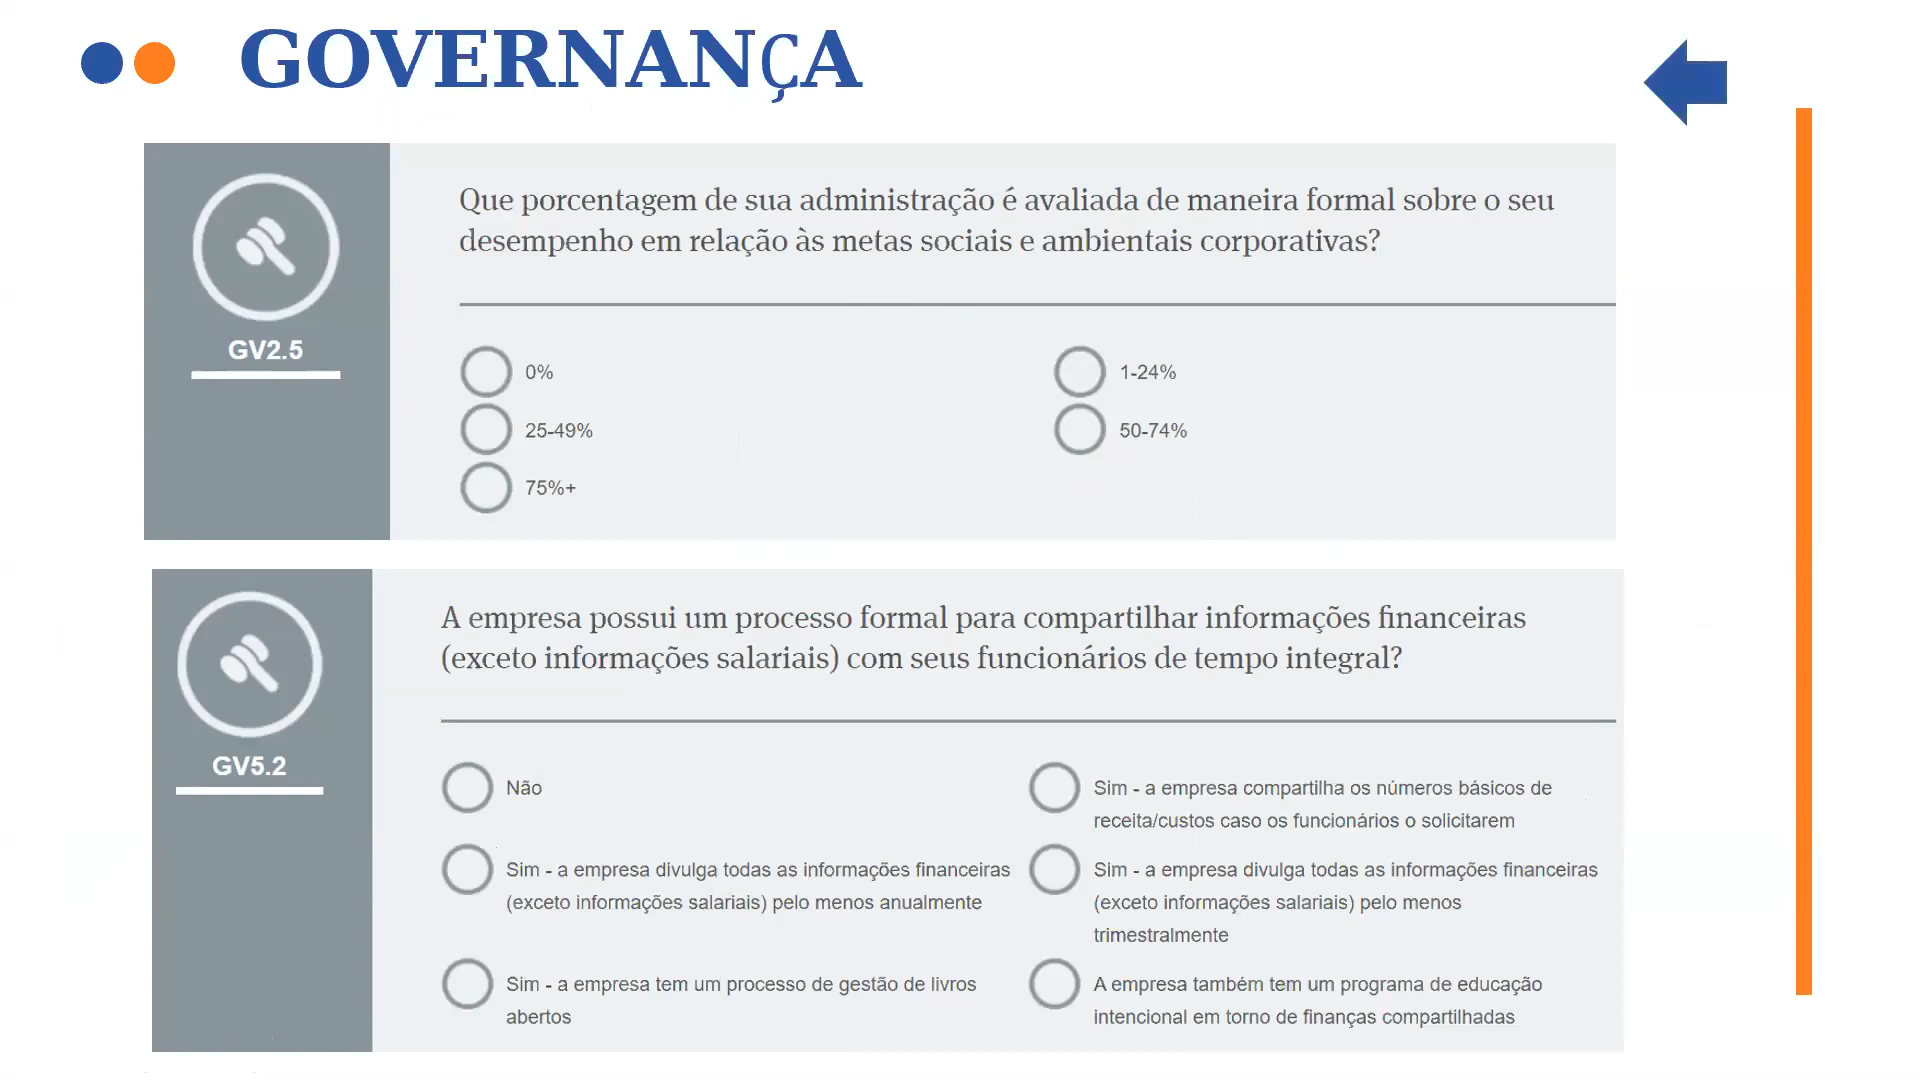 GOVERNANÇA
Que porcentagem de sua administração é avaliada de maneira formal sobre o seu
desempenho em relação às metas sociais e ambientais corporativas?
GV2.5
0%
1-24%
25-49%
50-74%
75%+
A empresa possui um processo formal para compartilhar informações financeiras
(exceto informações salariais) com seus funcionários de tempo integral?
GV5.2
Não
Sim - a empresa compartilha os números básicos de
receita/custos caso os funcionários o solicitarem
Sim - a empresa divulga todas as informações financeiras
(exceto informações salariais) pelo menos anualmente
Sim - a empresa divulga todas as informações financeiras
(exceto informações salariais) pelo menos
trimestralmente
Sim - a empresa tem um processo de gestão de livros
abertos
A empresa também tem um programa de educação
intencional em torno de finanças compartilhadas